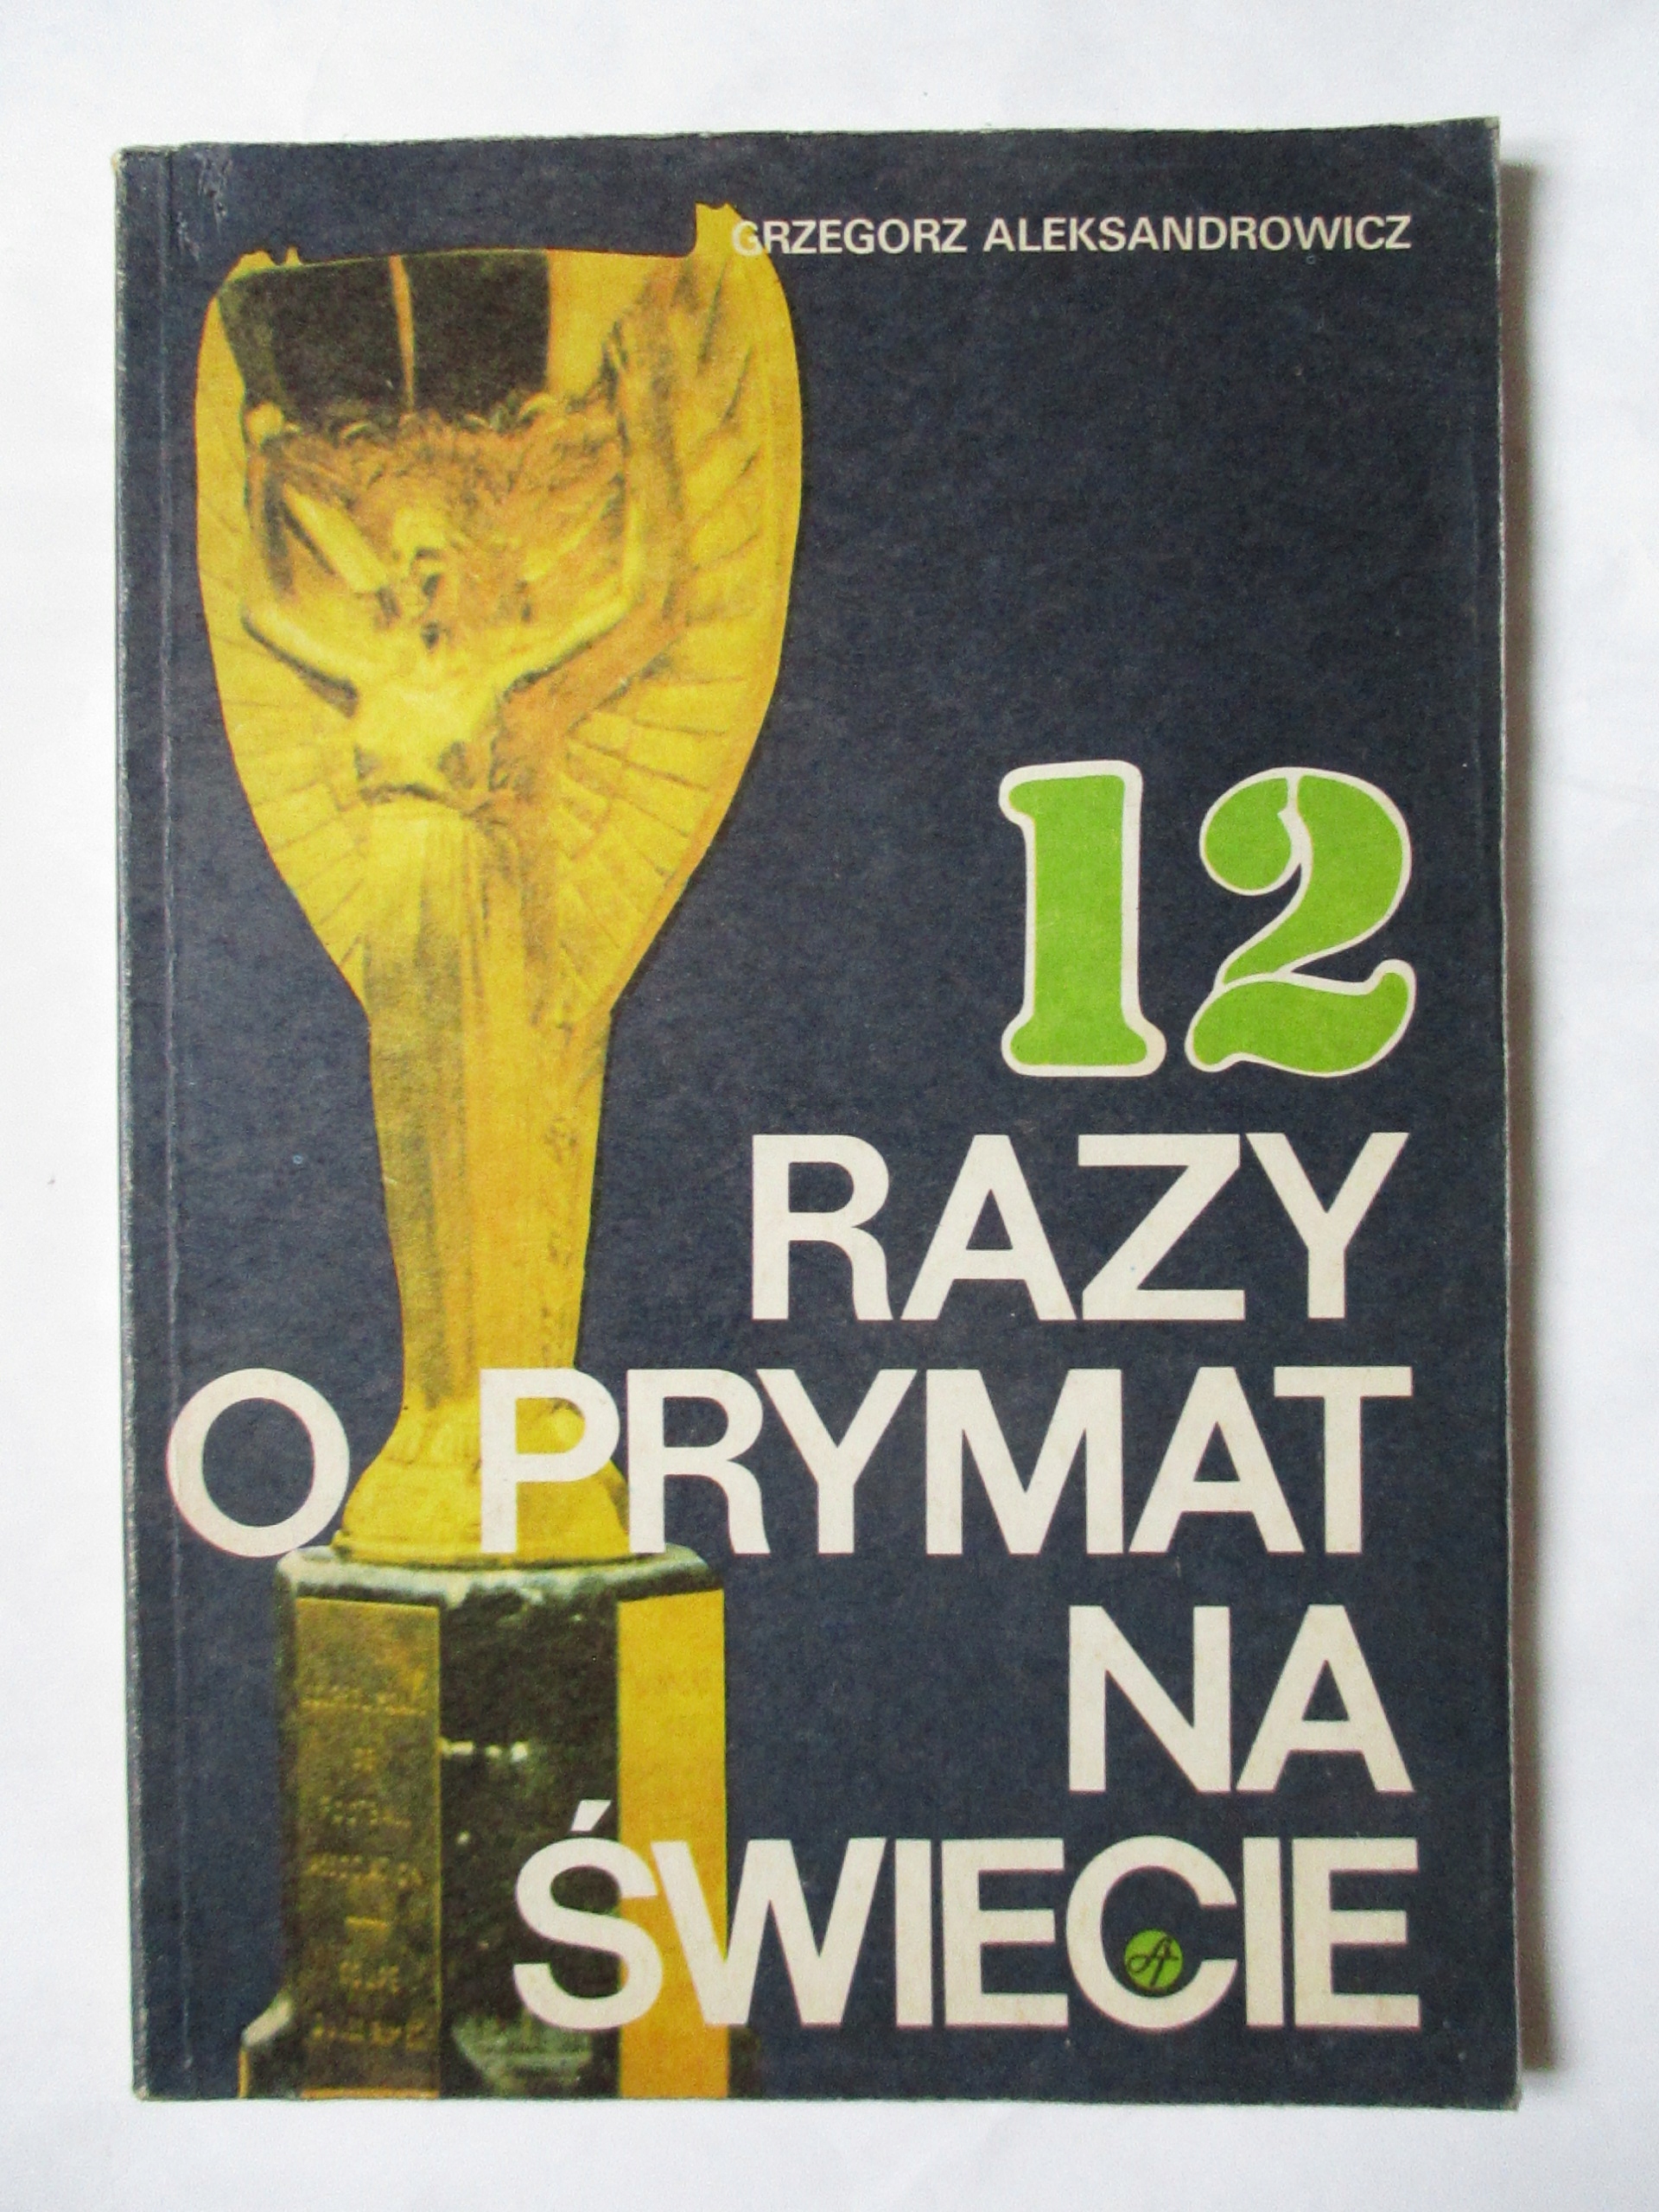 GRZEGORZ ALEKSANDROWICZ
12
RAZY
O PRYMAT
NA
ŚWIECIE